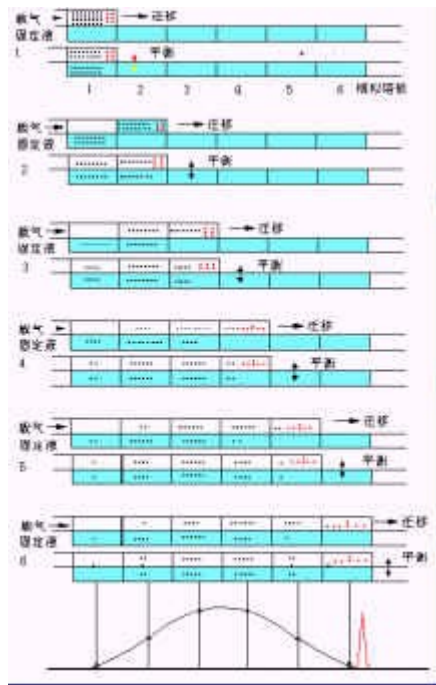 载气 迁移
固定液
1 平衡
1 2 3 4 5 6 模拟塔板
载气 迁移
固定液
2 平衡
载气 迁移
固定液
3 平衡
载气 迁移
固定液
4 平衡
载气 迁移
固定液
5 平衡
载气 迁移
固定液
6 平衡